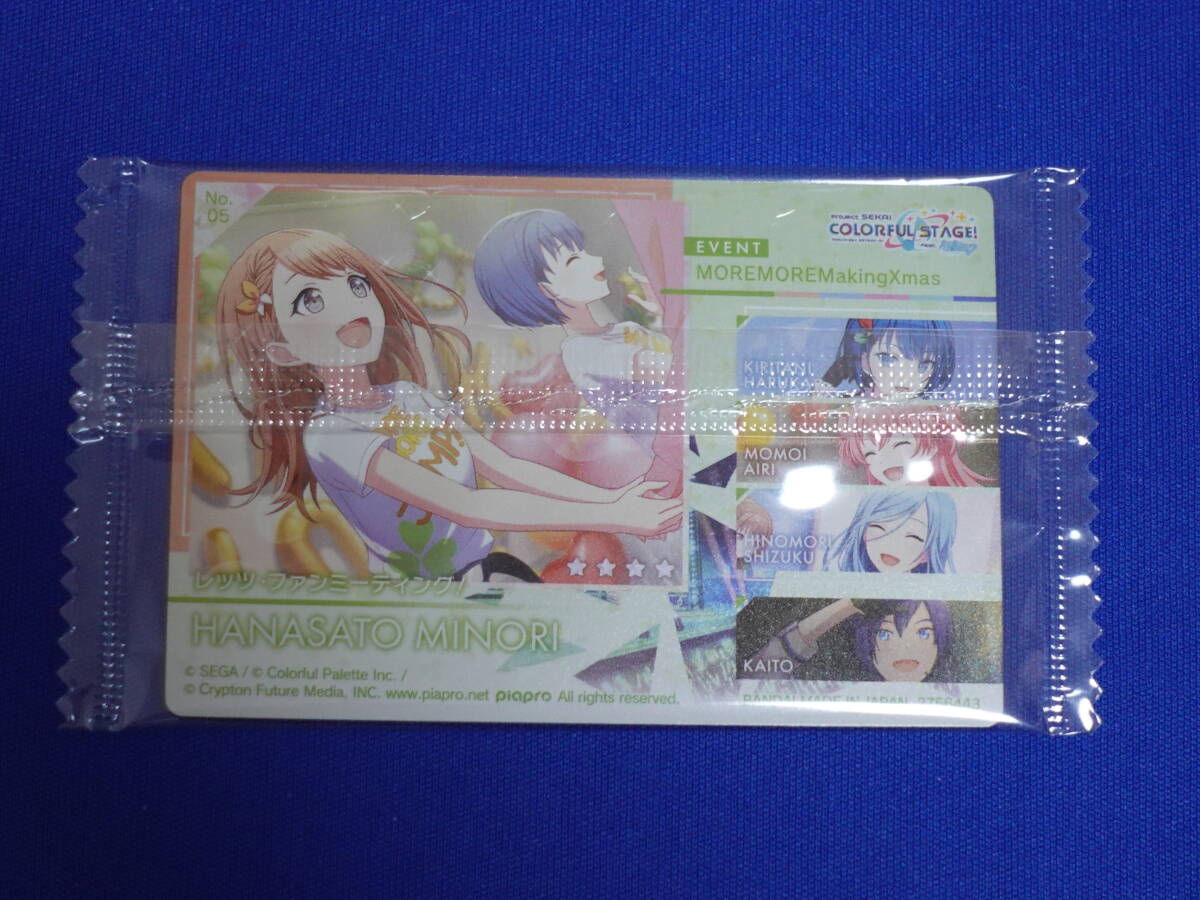 No.
05
EVENT
MOREMOREMakingXmas
PROJECT SEKAI
COLORFUL STAGE!
feat.
KIRITANI
HARUKA
MOMOI
AIRI
HINOMORI
SHIZUKU
KAITO
レッツ・ファンミーティング！
HANASATO MINORI
© SEGA / © Colorful Palette Inc. /
© Crypton Future Media, INC. www.piapro.net piapro All rights reserved.
BANDAI MADE IN JAPAN 2756443